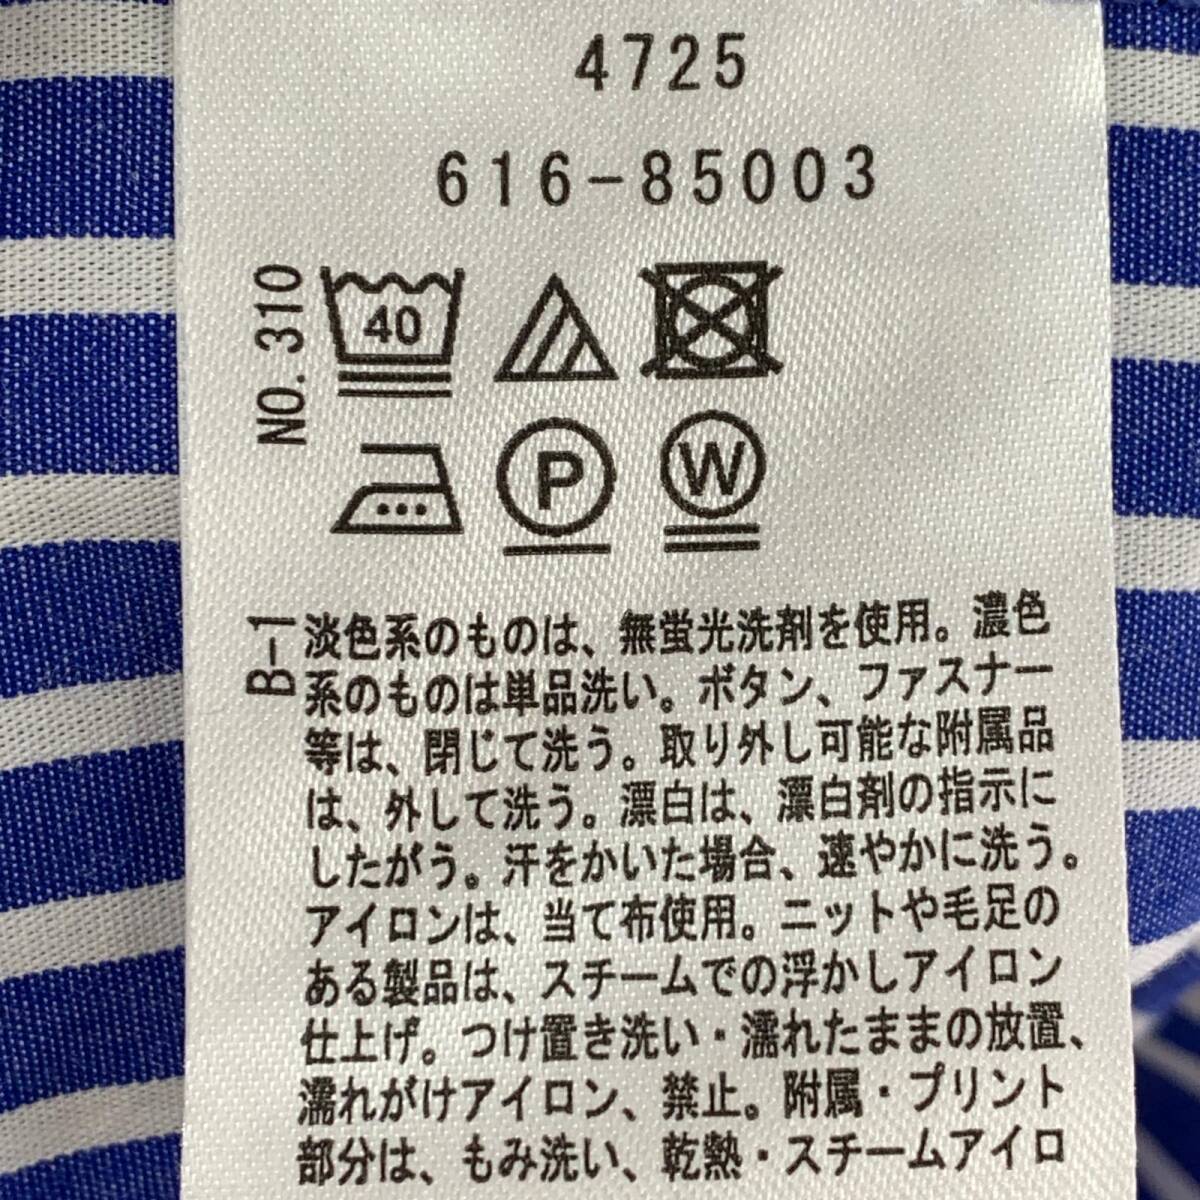 4725
616-85003
NO.310
40
P
W
B-1
淡色系のものは、無蛍光洗剤を使用。濃色
系のものは単品洗い。ボタン、ファスナー
等は、閉じて洗う。取り外し可能な附属品
は、外して洗う。漂白は、漂白剤の指示に
したがう。汗をかいた場合、速やかに洗う。
アイロンは、当て布使用。ニットや毛足の
ある製品は、スチームでの浮かしアイロン
仕上げ。つけ置き洗い・濡れたままの放置、
濡れがけアイロン、禁止。附属・プリント
部分は、もみ洗い、乾熱・スチームアイロ